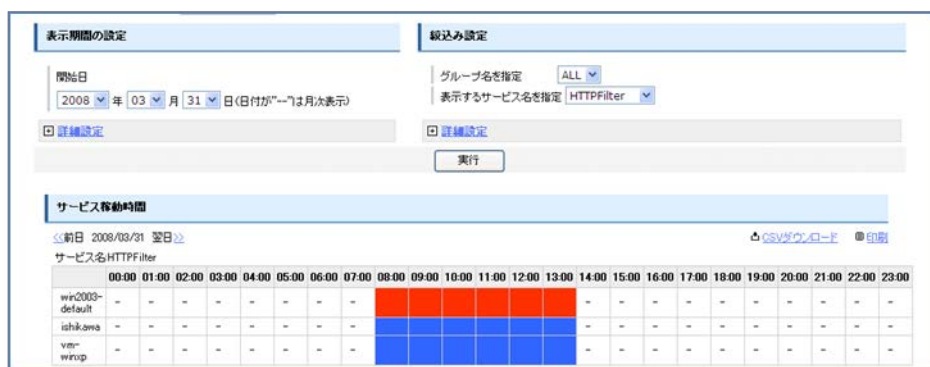 表示期間の設定
絞込み設定
開始日
2008 年 03 月 31 日(日付が"--"は月次表示)
グループ名を指定 ALL
表示するサービス名を指定 HTTPFilter
詳細設定
詳細設定
実行
サービス稼動時間
<<前日 2008/03/31 翌日>>
CSVダウンロード 印刷
サービス名HTTPFilter
00:00 01:00 02:00 03:00 04:00 05:00 06:00 07:00 08:00 09:00 10:00 11:00 12:00 13:00 14:00 15:00 16:00 17:00 18:00 19:00 20:00 21:00 22:00 23:00
win2003-
default - - - - - - - - - - - - - - - - - -
ishikawa - - - - - - - - - - - - - - - - - -
vm-
winxp - - - - - - - - - - - - - - - - - -